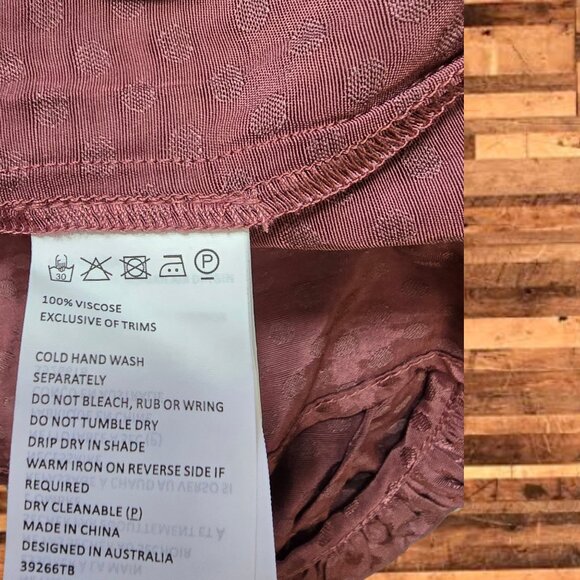 30
P
100% VISCOSE
EXCLUSIVE OF TRIMS
COLD HAND WASH
SEPARATELY
DO NOT BLEACH, RUB OR WRING
DO NOT TUMBLE DRY
DRIP DRY IN SHADE
WARM IRON ON REVERSE SIDE IF
REQUIRED
DRY CLEANABLE (P)
MADE IN CHINA
DESIGNED IN AUSTRALIA
39266TB